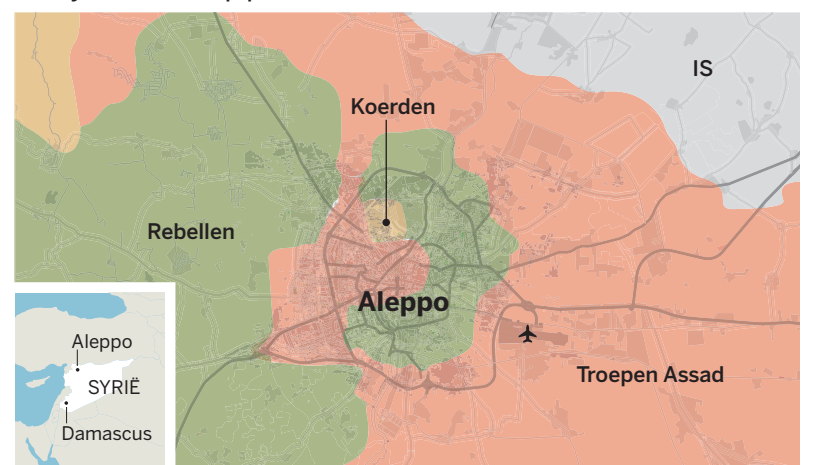 IS
Koerden
Rebellen
Aleppo
Troepen Assad
Aleppo
SYRIË
Damascus